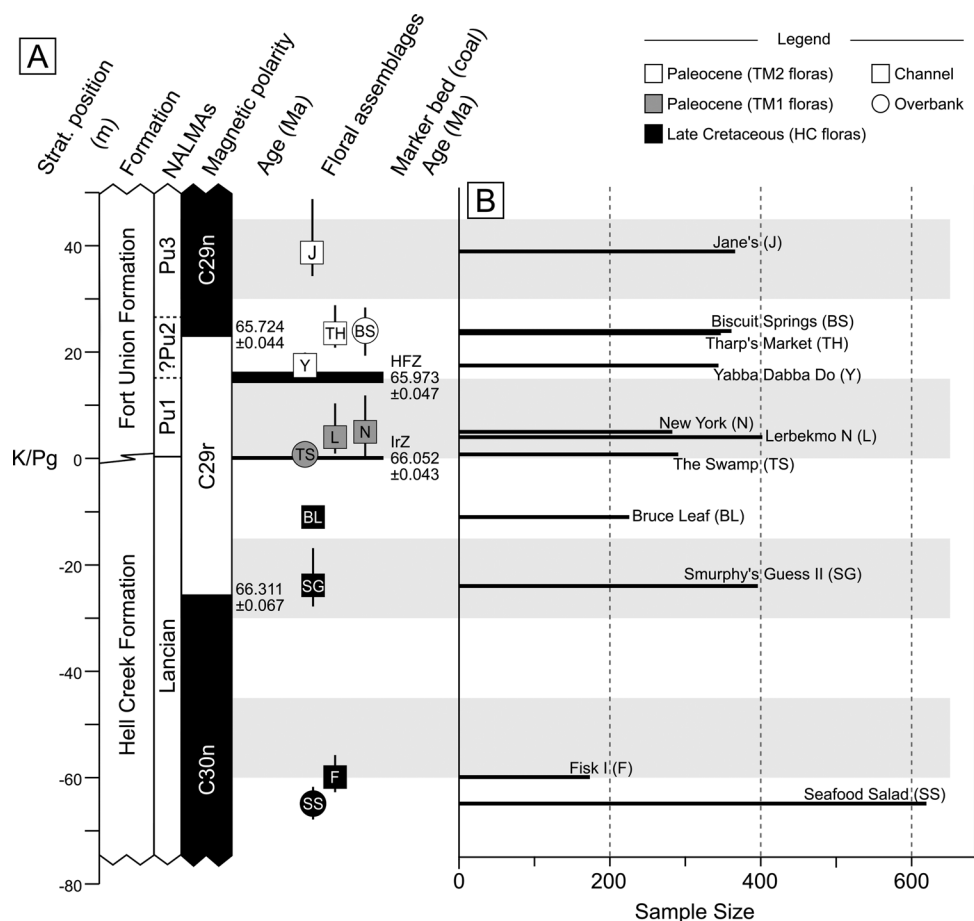 A
Strat. position
(m)
Formation
NALMAs
Magnetic polarity
Age (Ma)
Floral assemblages
Marker bed (coal)
Age (Ma)
Legend
Paleocene (TM2 floras)
Channel
Paleocene (TM1 floras)
Overbank
Late Cretaceous (HC floras)
B
40
20
K/Pg 0
-20
-40
-60
-80
Fort Union Formation
Hell Creek Formation
Pu3
?Pu2
Pu1
Lancian
C29n
C29r
C30n
65.724
±0.044
66.311
±0.067
J
TH
BS
Y
L
N
TS
BL
SG
F
SS
HFZ
65.973
±0.047
IrZ
66.052
±0.043
Jane's (J)
Biscuit Springs (BS)
Tharp's Market (TH)
Yabba Dabba Do (Y)
New York (N)
Lerbekmo N (L)
The Swamp (TS)
Bruce Leaf (BL)
Smurphy's Guess II (SG)
Fisk I (F)
Seafood Salad (SS)
0 200 400 600
Sample Size